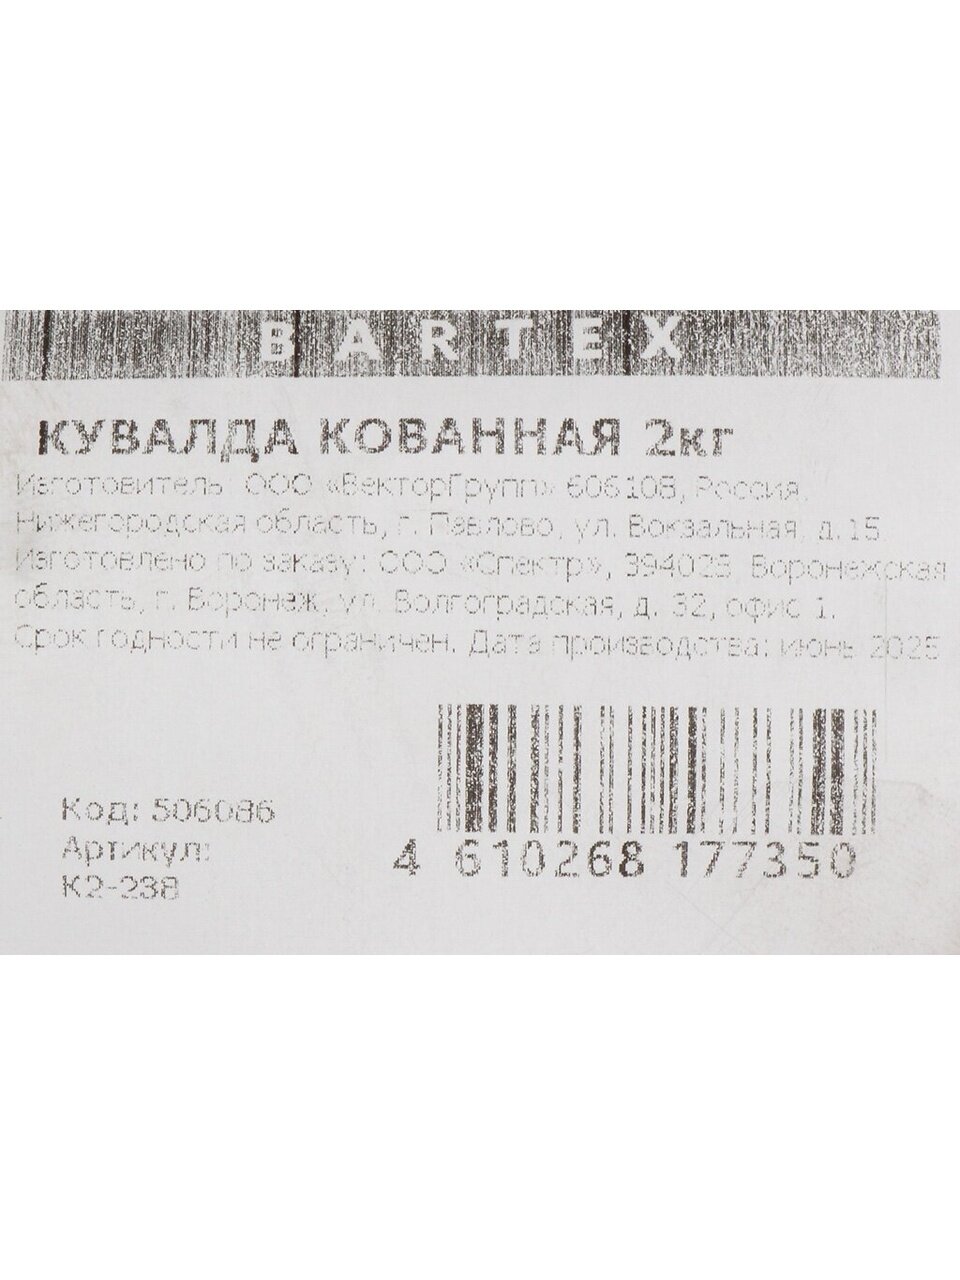 BARTEX
КУВАЛДА КОВАННАЯ 2кг
Изготовитель: ООО «ВекторГрупп» 606108, Россия,
Нижегородская область, г. Павлово, ул. Вокзальная, д. 15.
Изготовлено по заказу: ООО «Спектр», 394025, Воронежская
область, г. Воронеж, ул. Волгоградская, д. 32, офис 1.
Срок годности не ограничен. Дата производства: июнь 2025
Код: 506086
Артикул:
К2-238
4 610268 177350